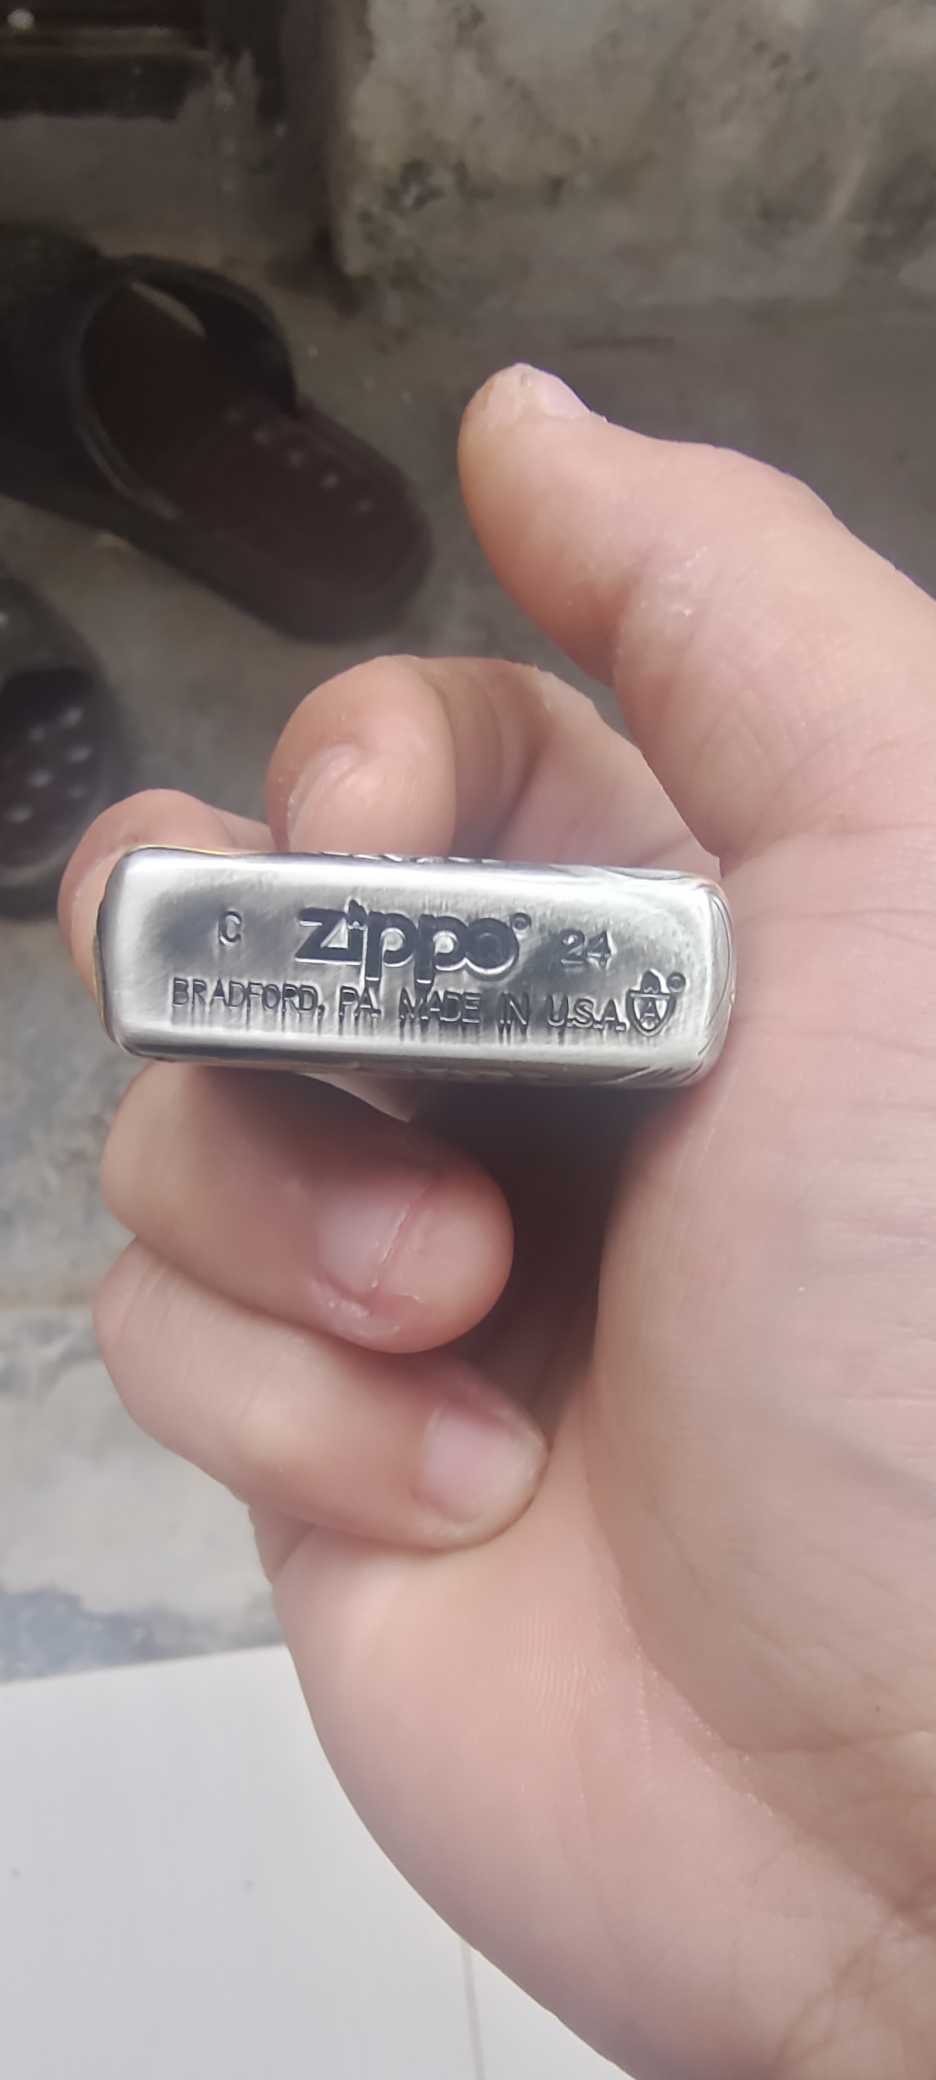 C zippo® 24
BRADFORD, PA. MADE IN U.S.A. A